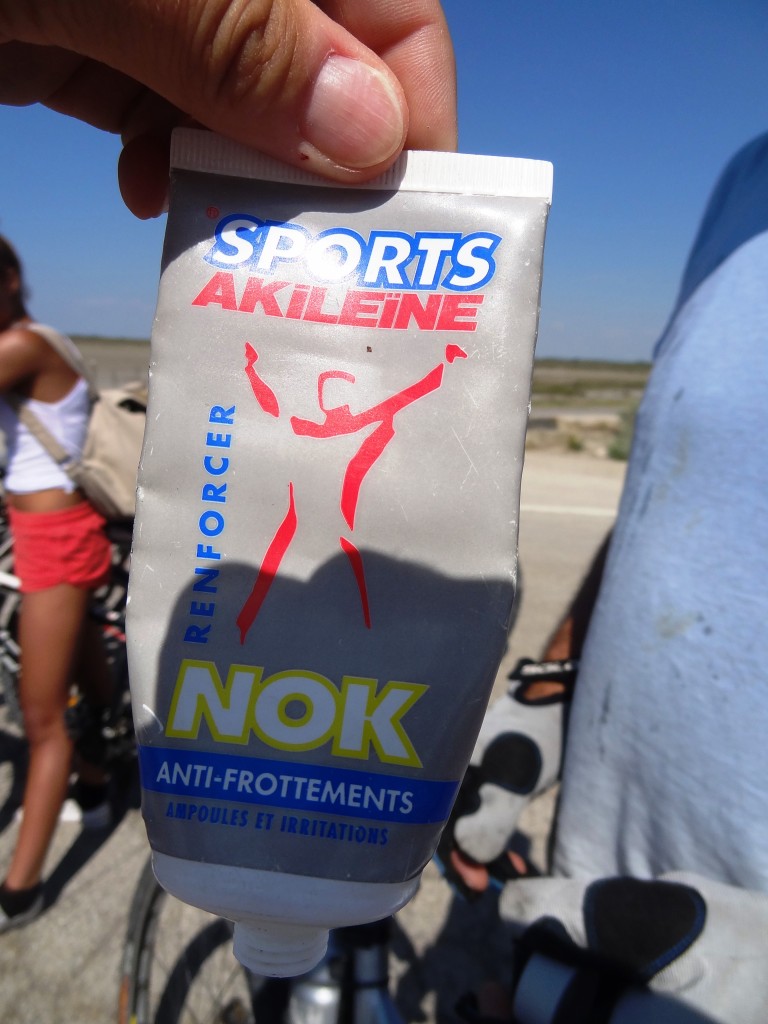 ® SPORTS
AKiLEïNE
RENFORCER
NOK
ANTI-FROTTEMENTS
AMPOULES ET IRRITATIONS